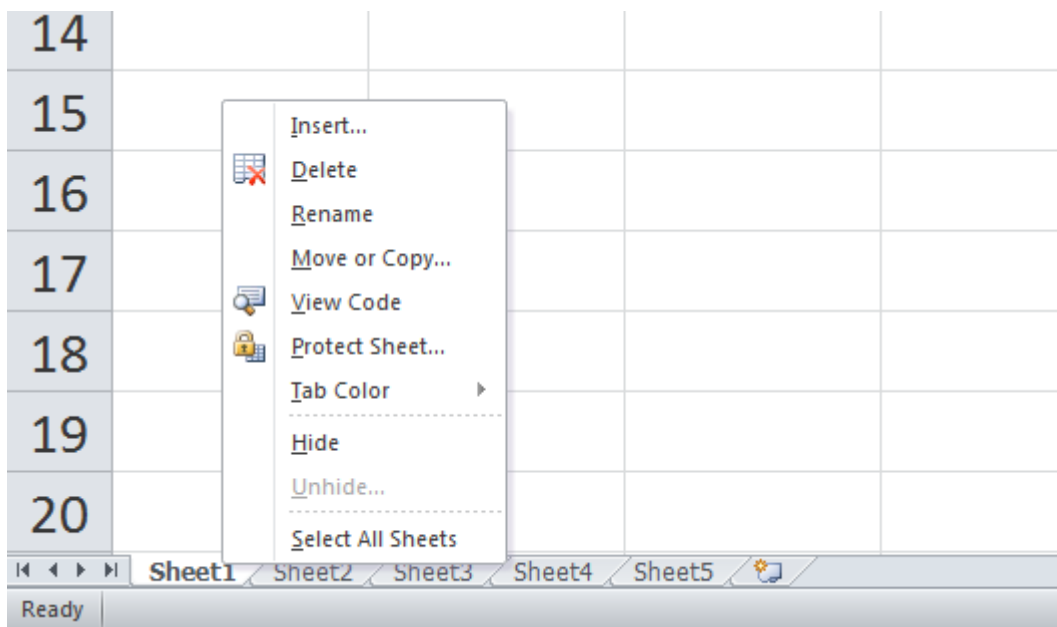 14
15
Insert...
Delete
16
Rename
Move or Copy...
17
View Code
18
Protect Sheet...
Tab Color
19
Hide
Unhide...
20
Select All Sheets
Sheet1 Sheet2 Sheet3 Sheet4 Sheet5
Ready